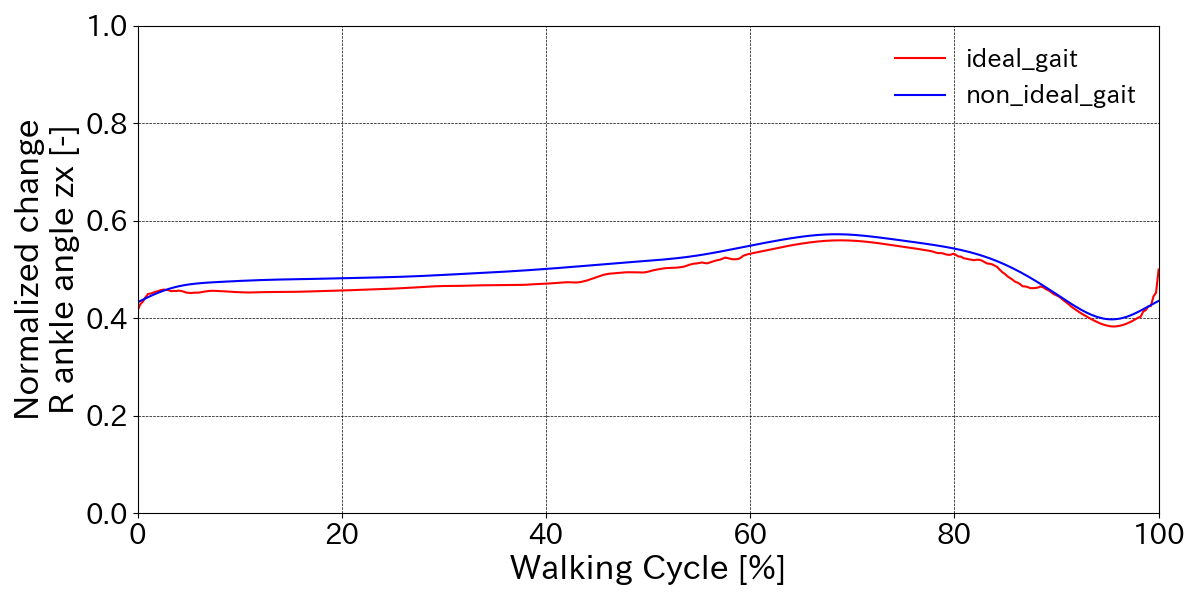 1.0
0.8
0.6
0.4
0.2
0.0
Normalized change
R ankle angle zx [-]
ideal_gait
non_ideal_gait
0 20 40 60 80 100
Walking Cycle [%]